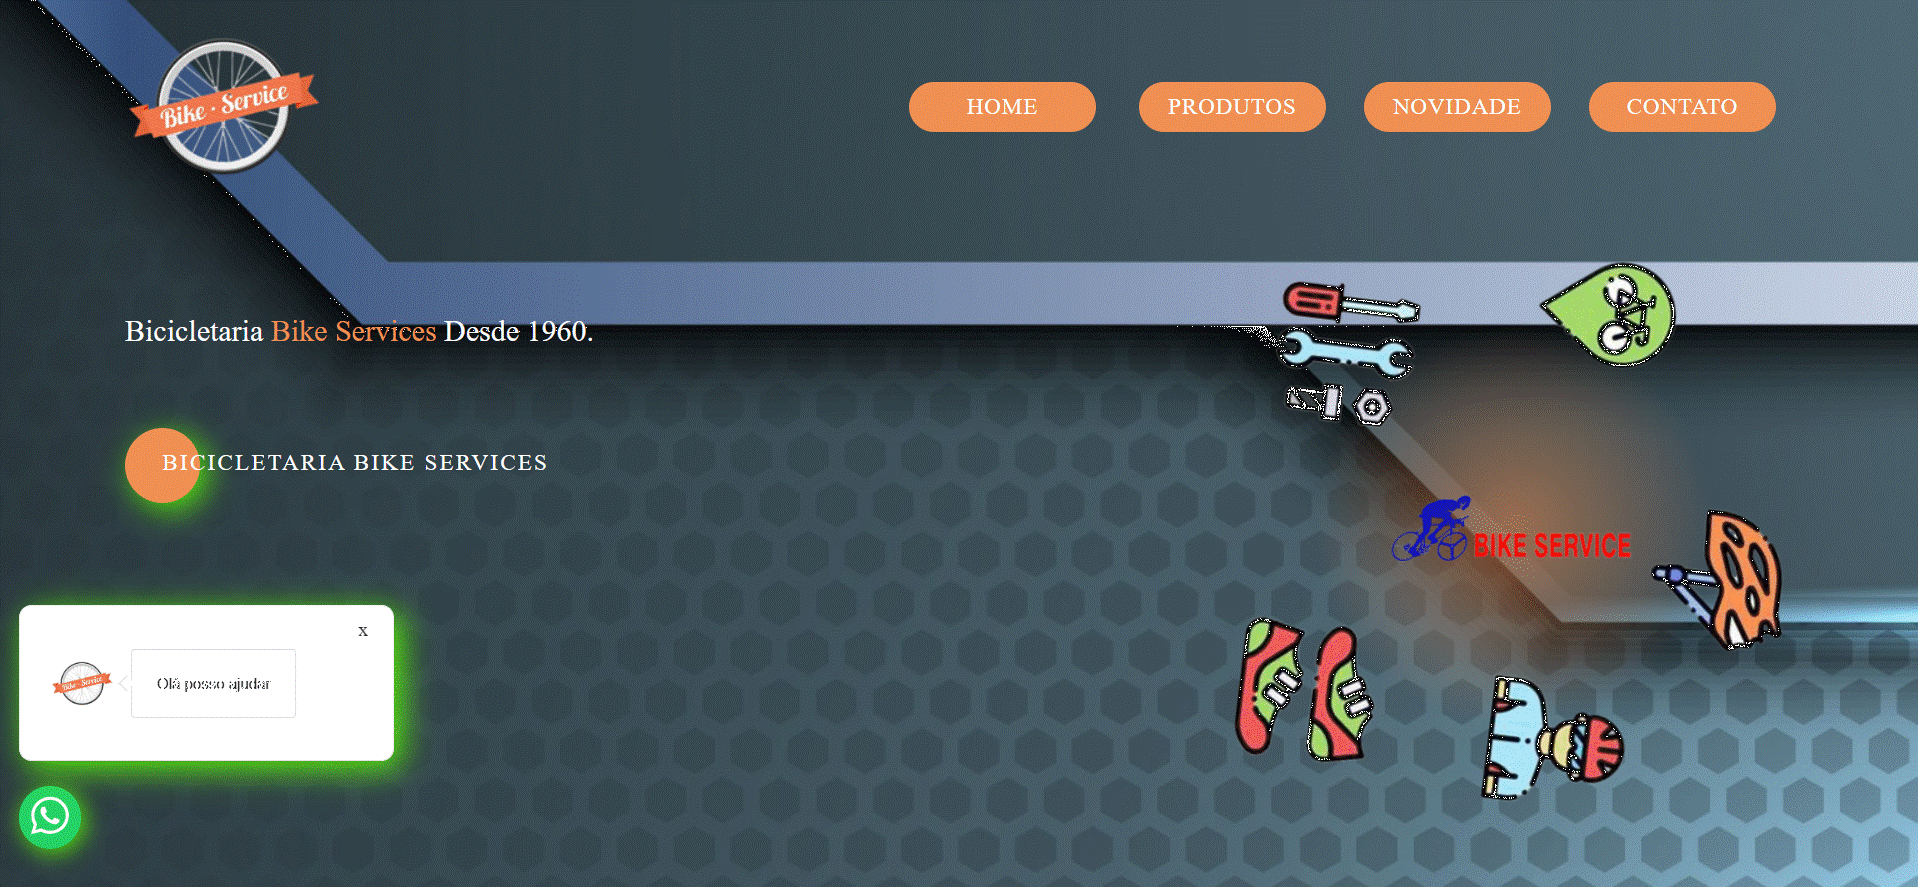 Bike · Service
HOME
PRODUTOS
NOVIDADE
CONTATO
Bicicletaria Bike Services Desde 1960.
BICICLETARIA BIKE SERVICES
BIKE SERVICE
x
Bike · Service
Olá posso ajudar